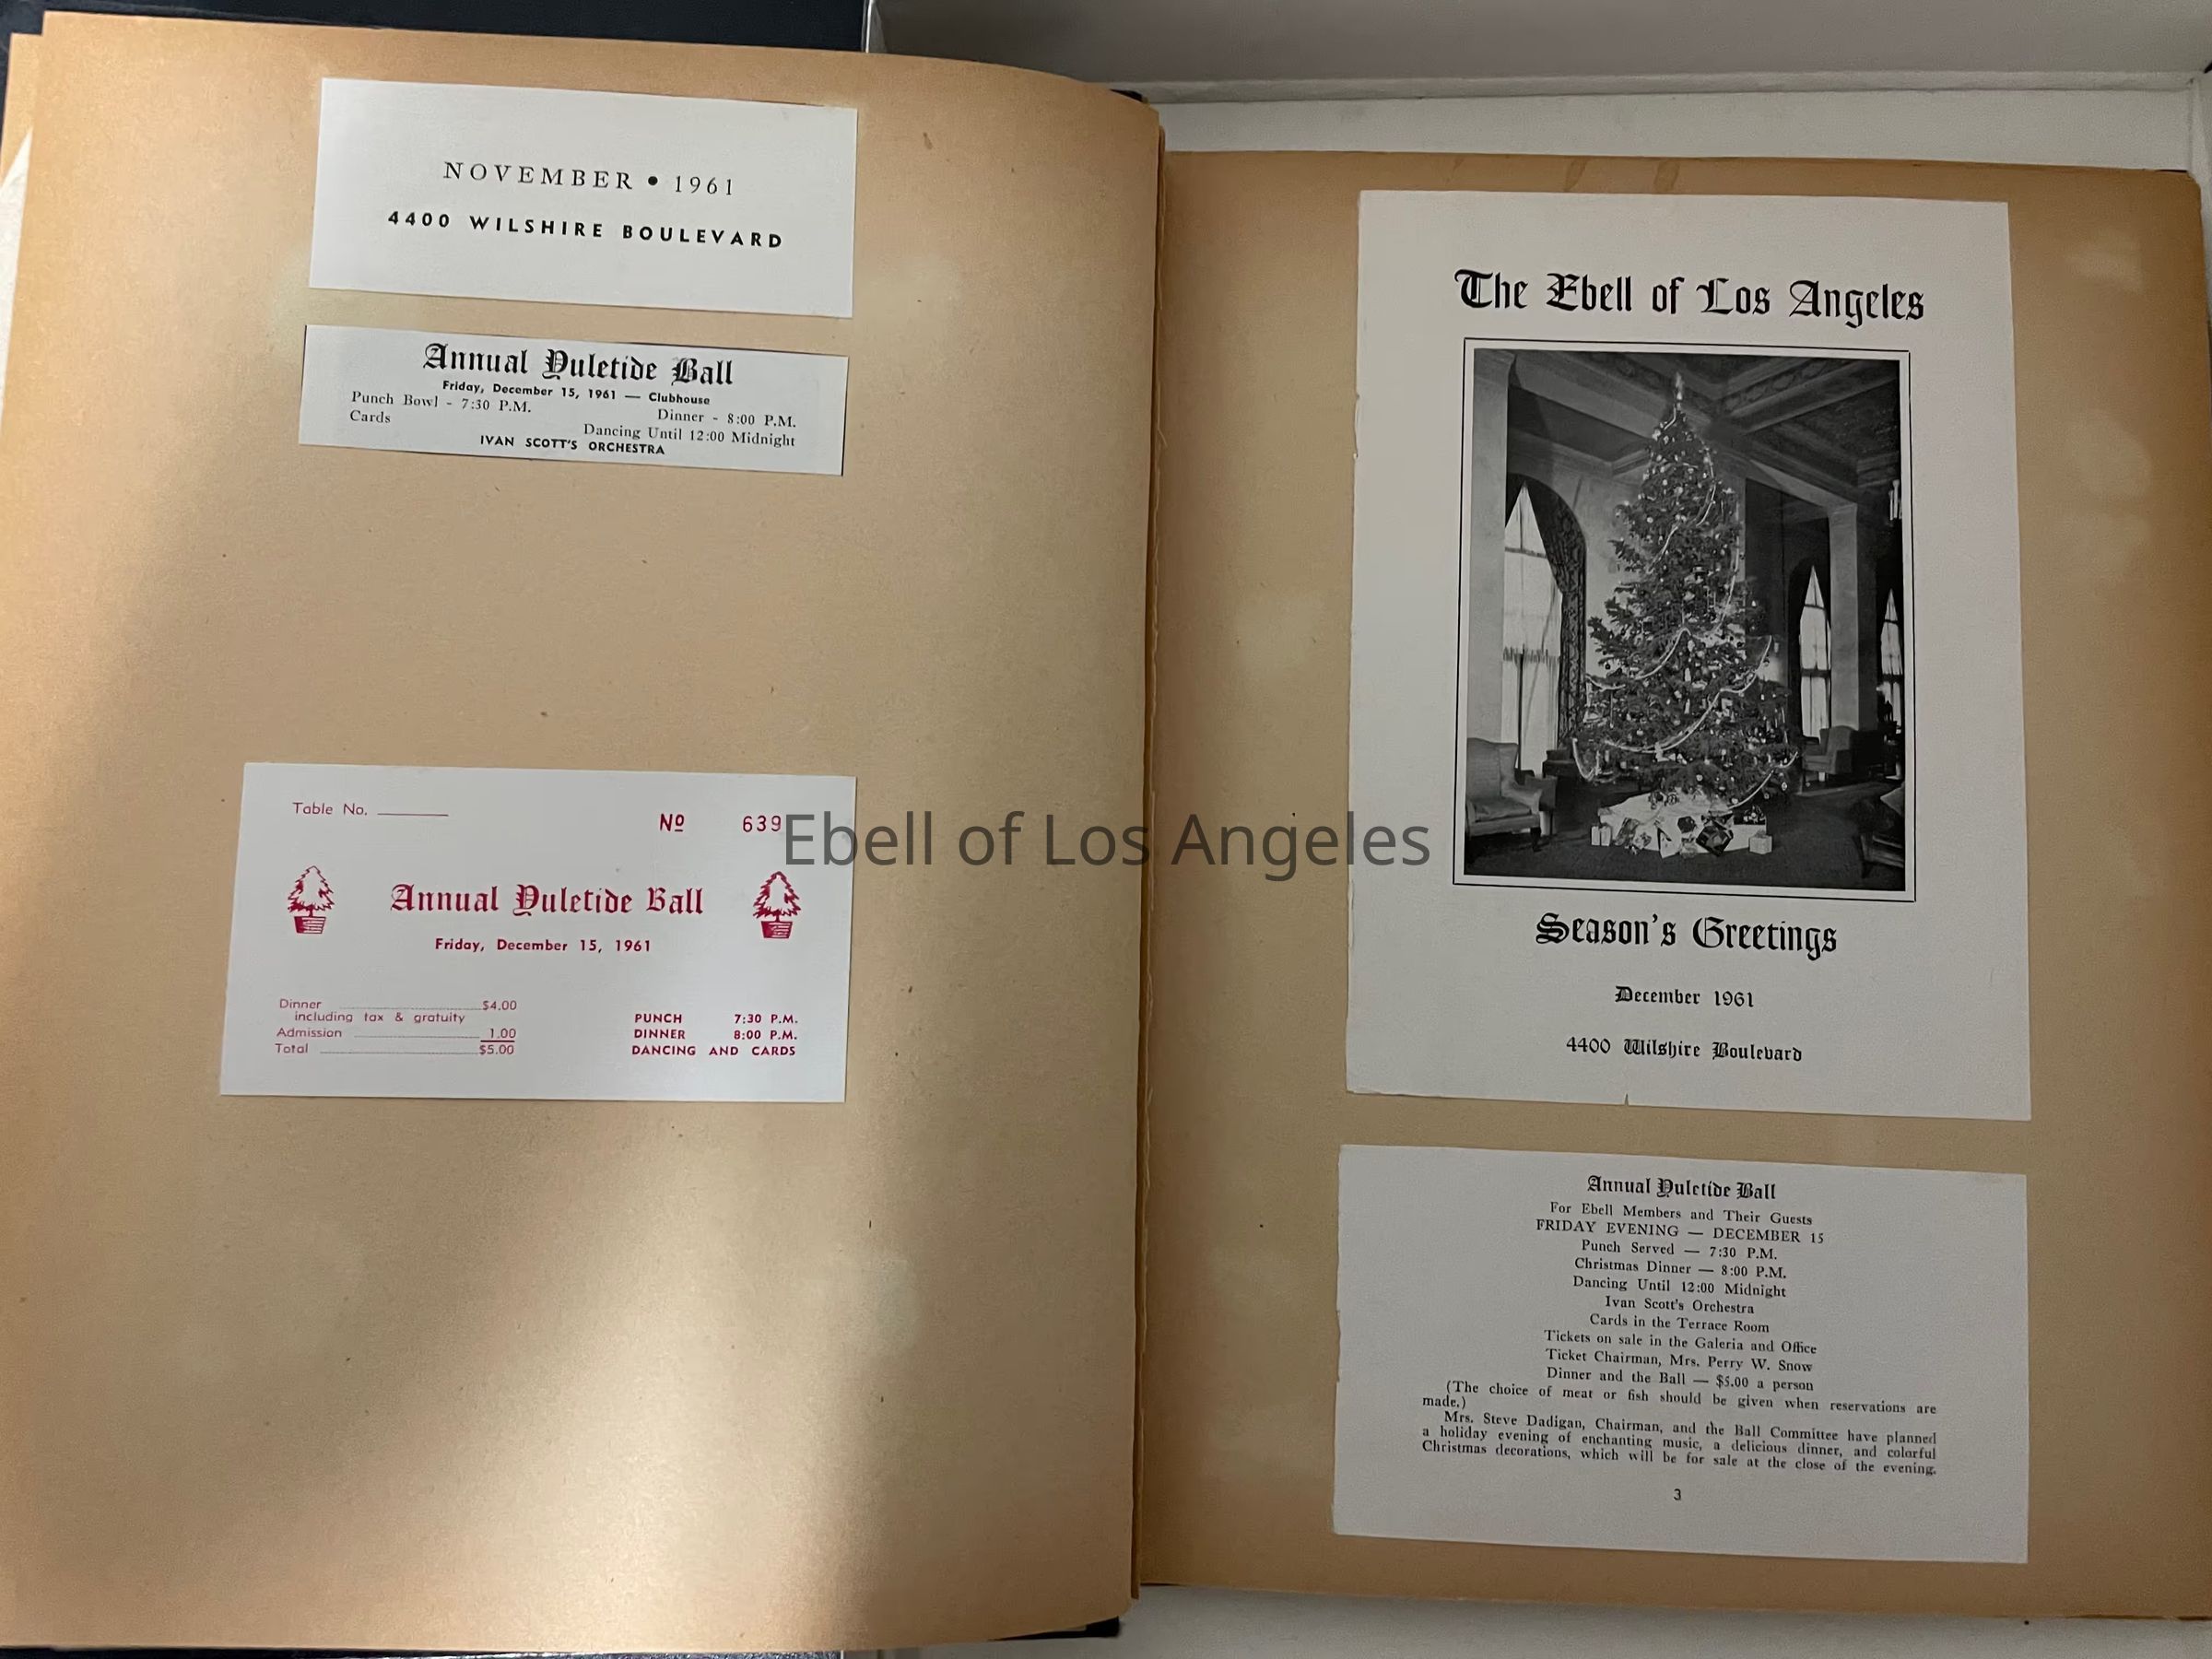 NOVEMBER • 1961
4400 WILSHIRE BOULEVARD
Annual Yuletide Ball
Friday, December 15, 1961 — Clubhouse
Punch Bowl - 7:30 P.M. Dinner - 8:00 P.M.
Cards Dancing Until 12:00 Midnight
IVAN SCOTT'S ORCHESTRA
Table No.
Nº 639
Annual Yuletide Ball
Friday, December 15, 1961
Dinner $4.00
including tax & gratuity
Admission 1.00
Total $5.00
PUNCH 7:30 P.M.
DINNER 8:00 P.M.
DANCING AND CARDS
Ebell of Los Angeles
The Ebell of Los Angeles
Season's Greetings
December 1961
4400 Wilshire Boulevard
Annual Yuletide Ball
For Ebell Members and Their Guests
FRIDAY EVENING — DECEMBER 15
Punch Served — 7:30 P.M.
Christmas Dinner — 8:00 P.M.
Dancing Until 12:00 Midnight
Ivan Scott's Orchestra
Cards in the Terrace Room
Tickets on sale in the Galeria and Office
Ticket Chairman, Mrs. Perry W. Snow
Dinner and the Ball — $5.00 a person
(The choice of meat or fish should be given when reservations are
made.)
Mrs. Steve Dadigan, Chairman, and the Ball Committee have planned
a holiday evening of enchanting music, a delicious dinner, and colorful
Christmas decorations, which will be for sale at the close of the evening.
3